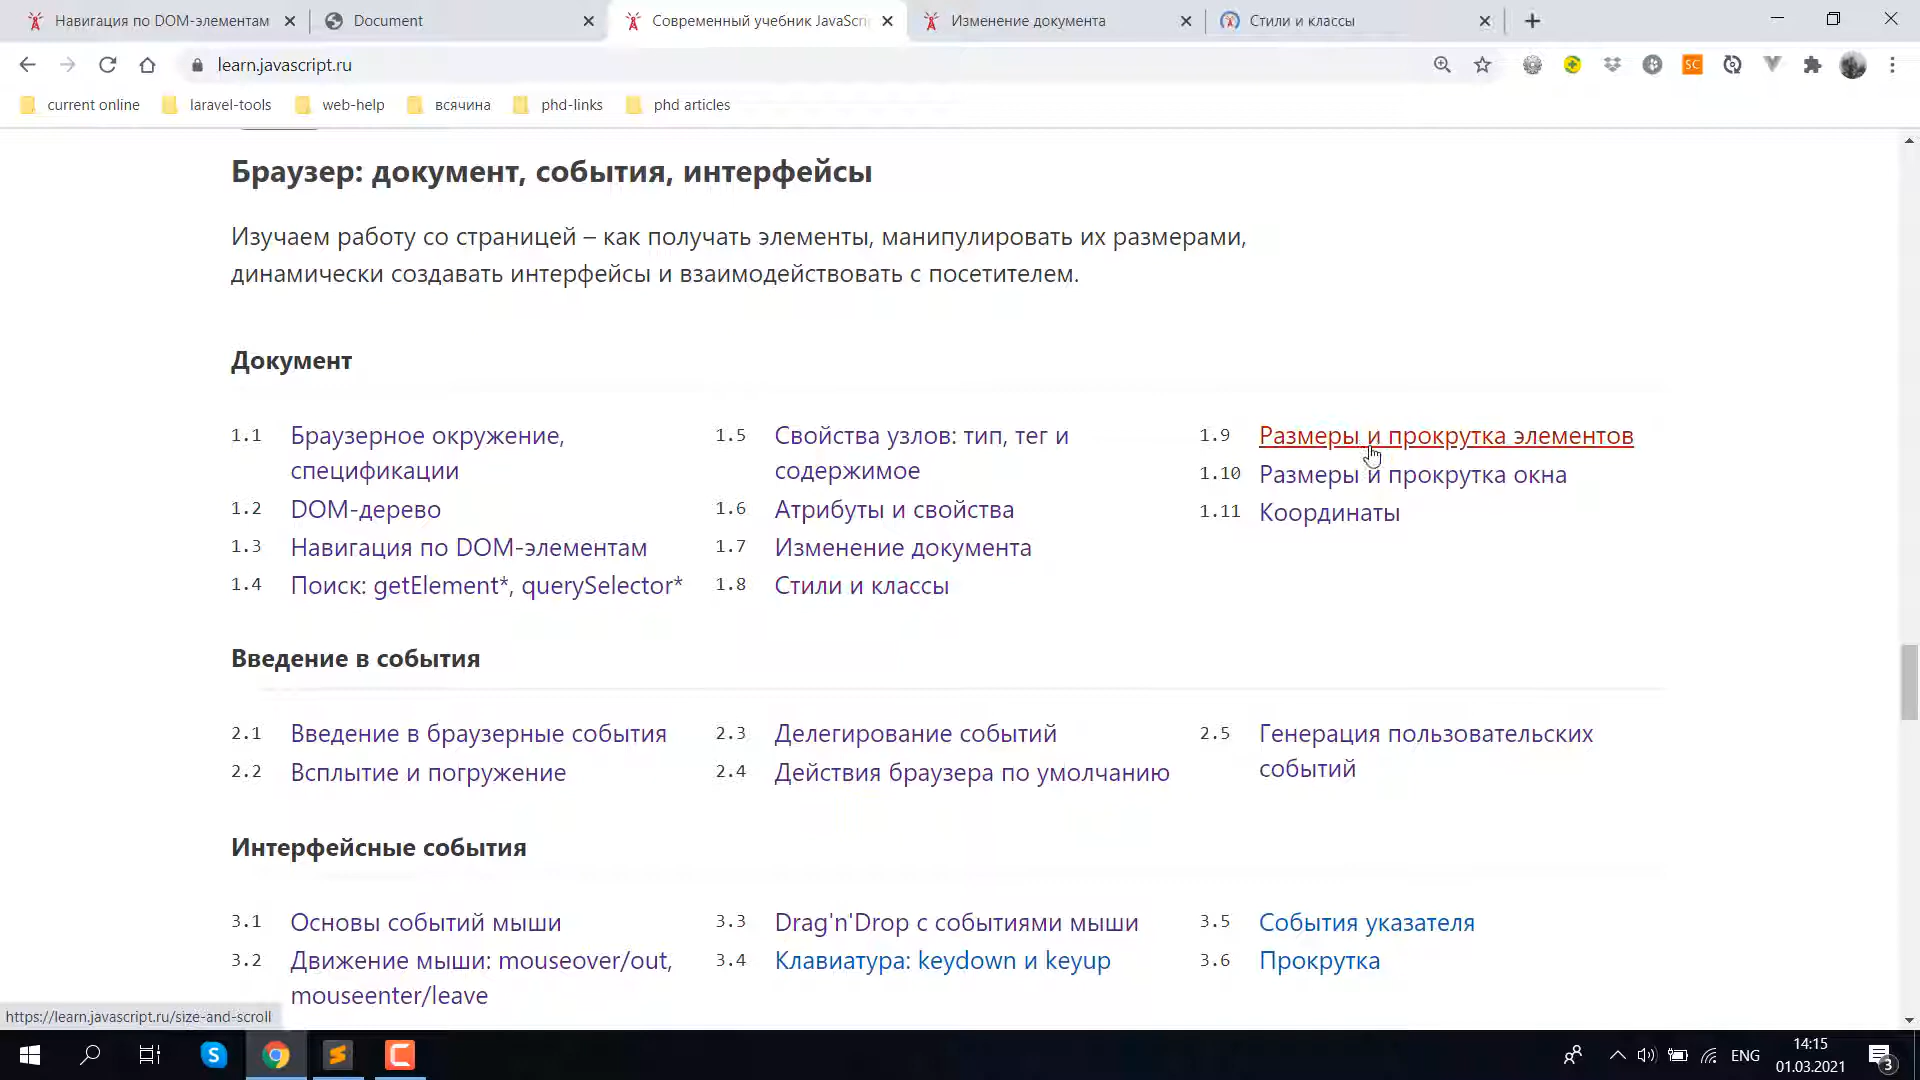 Навигация по DOM-элементам
Document
Современный учебник JavaScri
Изменение документа
Стили и классы
learn.javascript.ru
SC
current online
laravel-tools
web-help
всячина
phd-links
phd articles
Браузер: документ, события, интерфейсы
Изучаем работу со страницей – как получать элементы, манипулировать их размерами,
динамически создавать интерфейсы и взаимодействовать с посетителем.
Документ
1.1 Браузерное окружение,
спецификации
1.2 DOM-дерево
1.3 Навигация по DOM-элементам
1.4 Поиск: getElement*, querySelector*
1.5 Свойства узлов: тип, тег и
содержимое
1.6 Атрибуты и свойства
1.7 Изменение документа
1.8 Стили и классы
1.9 Размеры и прокрутка элементов
1.10 Размеры и прокрутка окна
1.11 Координаты
Введение в события
2.1 Введение в браузерные события
2.2 Всплытие и погружение
2.3 Делегирование событий
2.4 Действия браузера по умолчанию
2.5 Генерация пользовательских
событий
Интерфейсные события
3.1 Основы событий мыши
3.2 Движение мыши: mouseover/out,
mouseenter/leave
3.3 Drag'n'Drop с событиями мыши
3.4 Клавиатура: keydown и keyup
3.5 События указателя
3.6 Прокрутка
https://learn.javascript.ru/size-and-scroll
ENG
14:15
01.03.2021
3